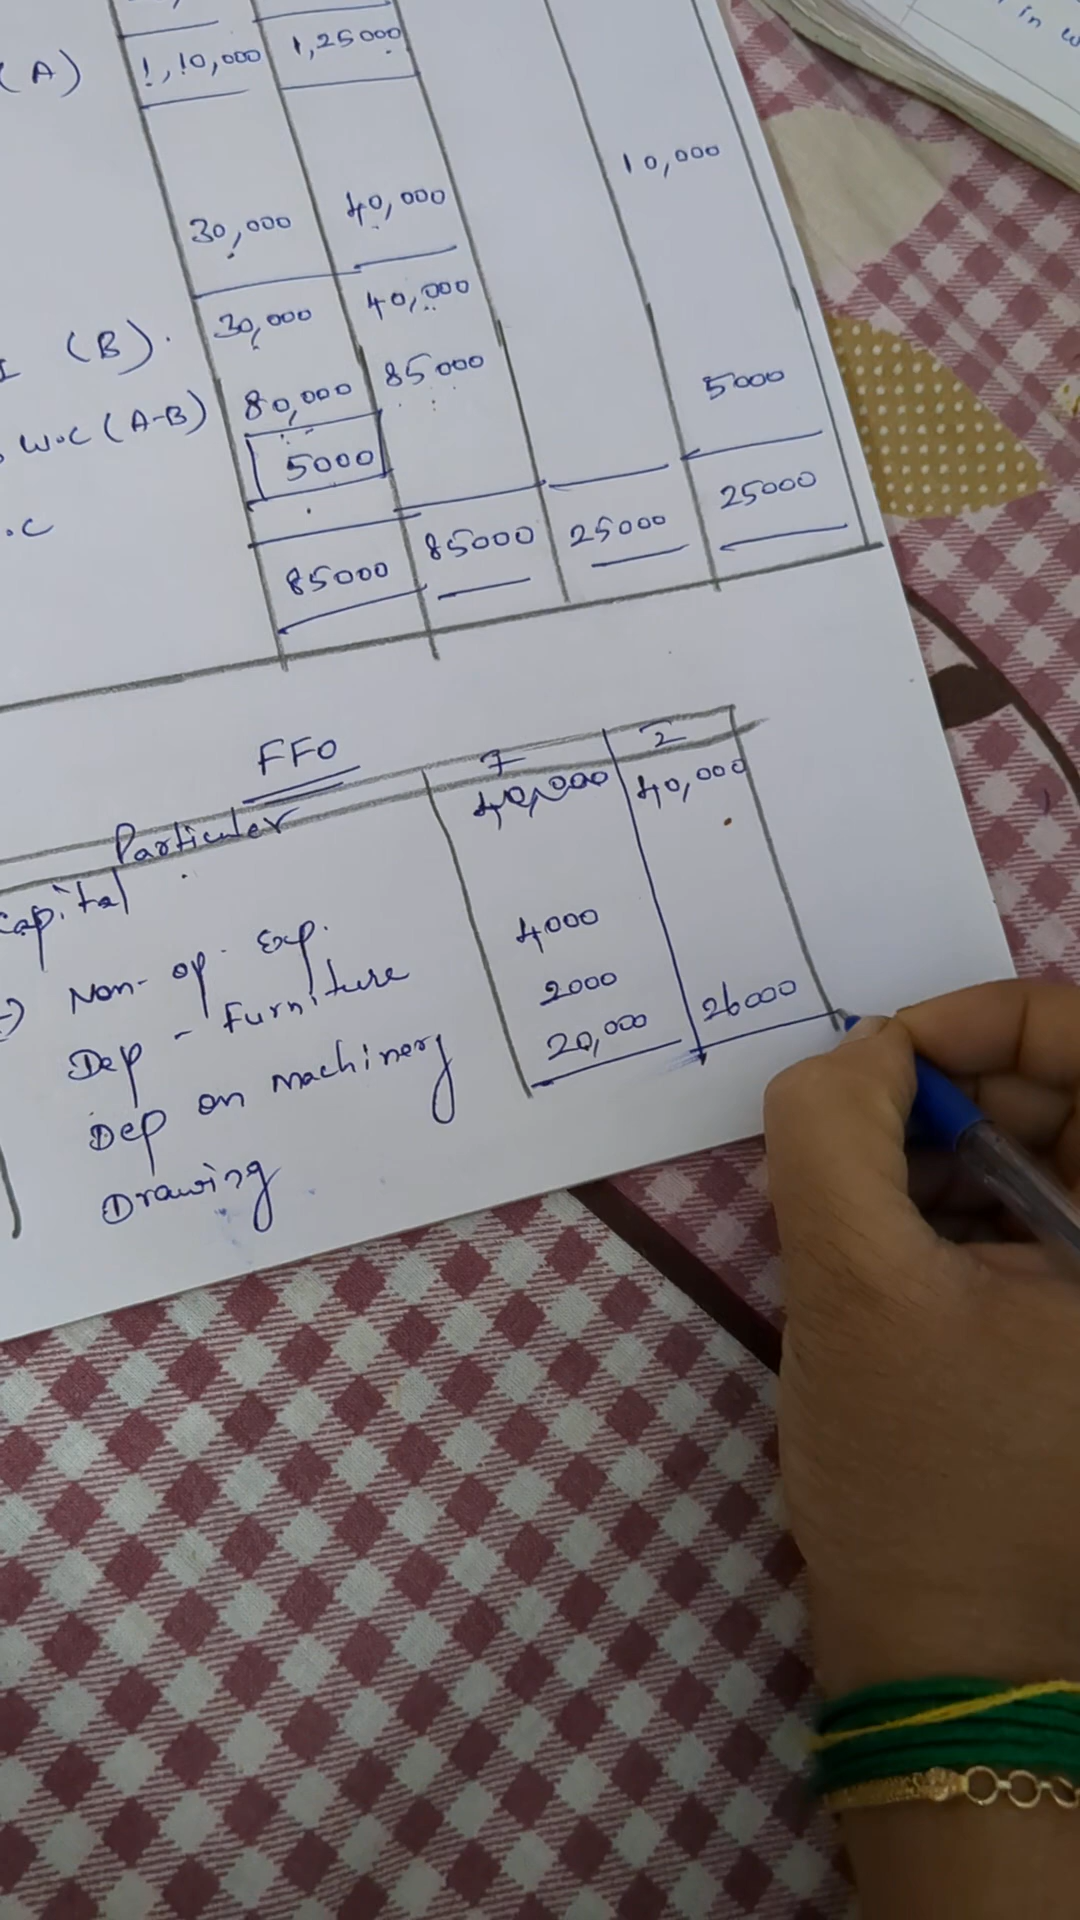 (A) 1,10,000 1,25000
10,000
30,000 40,000
(B). 30,000 40,000
W.C (A-B) 80,000 85000 5000
5000
.C 85000 85000 25000 25000
FFO
Particuler
Capital 40,000 40,000
Non-op. Exp.
Dep - Furniture 4000
Dep on machinery 2000
Drawing 20,000 26000
in